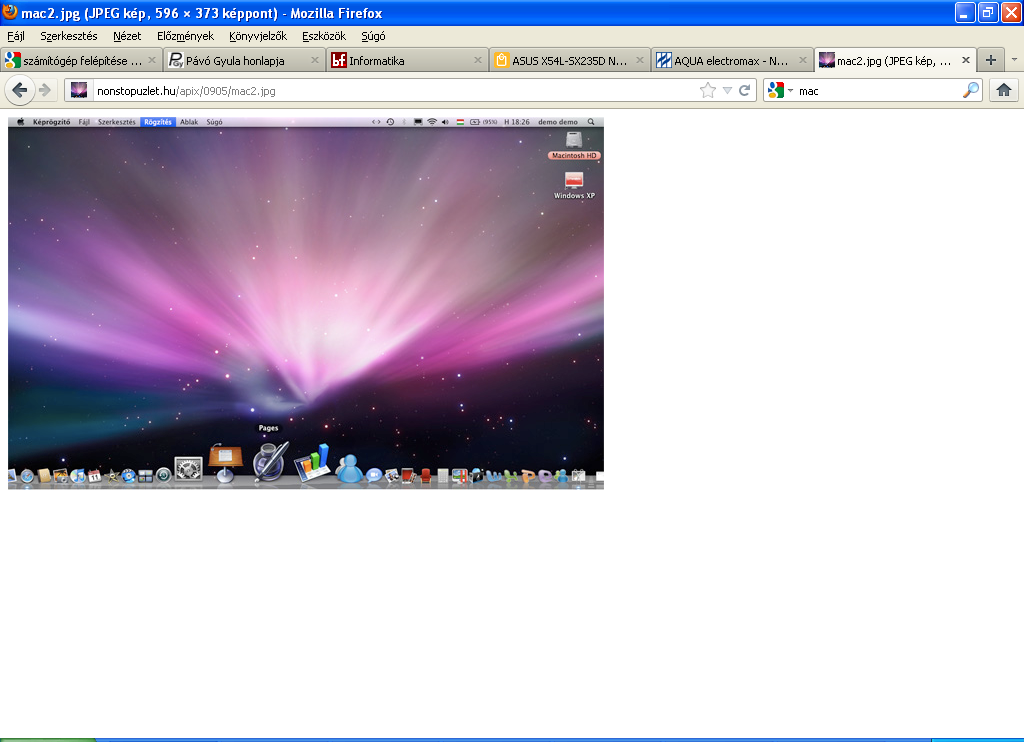 mac2.jpg (JPEG kép, 596 × 373 képpont) - Mozilla Firefox
Fájl Szerkesztés Nézet Előzmények Könyvjelzők Eszközök Súgó
számítógép felépítése ... Pávó Gyula honlapja Informatika ASUS X54L-SX235D N... AQUA electromax - N... mac2.jpg (JPEG kép, ...
nonstopuzlet.hu/apix/0905/mac2.jpg mac
Képrögzítő Fájl Szerkesztés Rögzítés Ablak Súgó (95%) H 18:26 demo demo
Macintosh HD
Windows XP
Pages